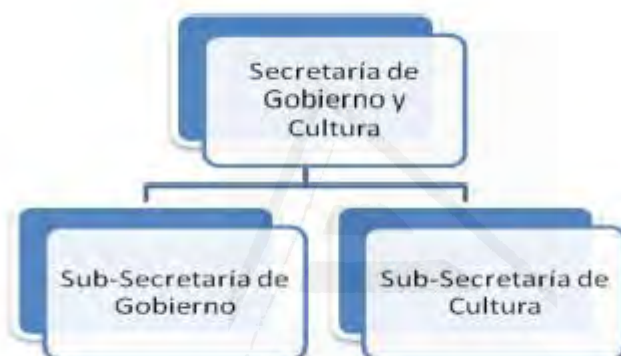 Secretaría de
Gobierno y
Cultura
Sub-Secretaría de
Gobierno
Sub-Secretaría de
Cultura